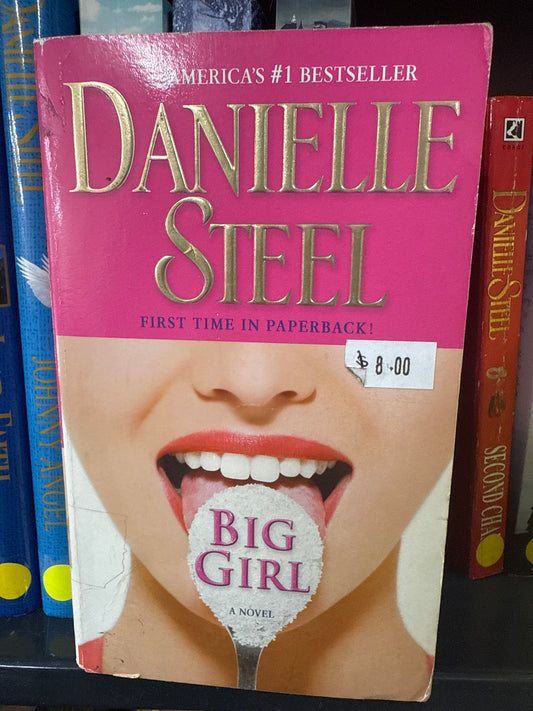 AMERICA'S #1 BESTSELLER
DANIELLE
STEEL
FIRST TIME IN PAPERBACK!
$ 8.00
BIG
GIRL
A NOVEL
DANIELLE STEEL
JOHNNY ANGEL
CORGI
DANIELLE STEEL
SECOND CHA